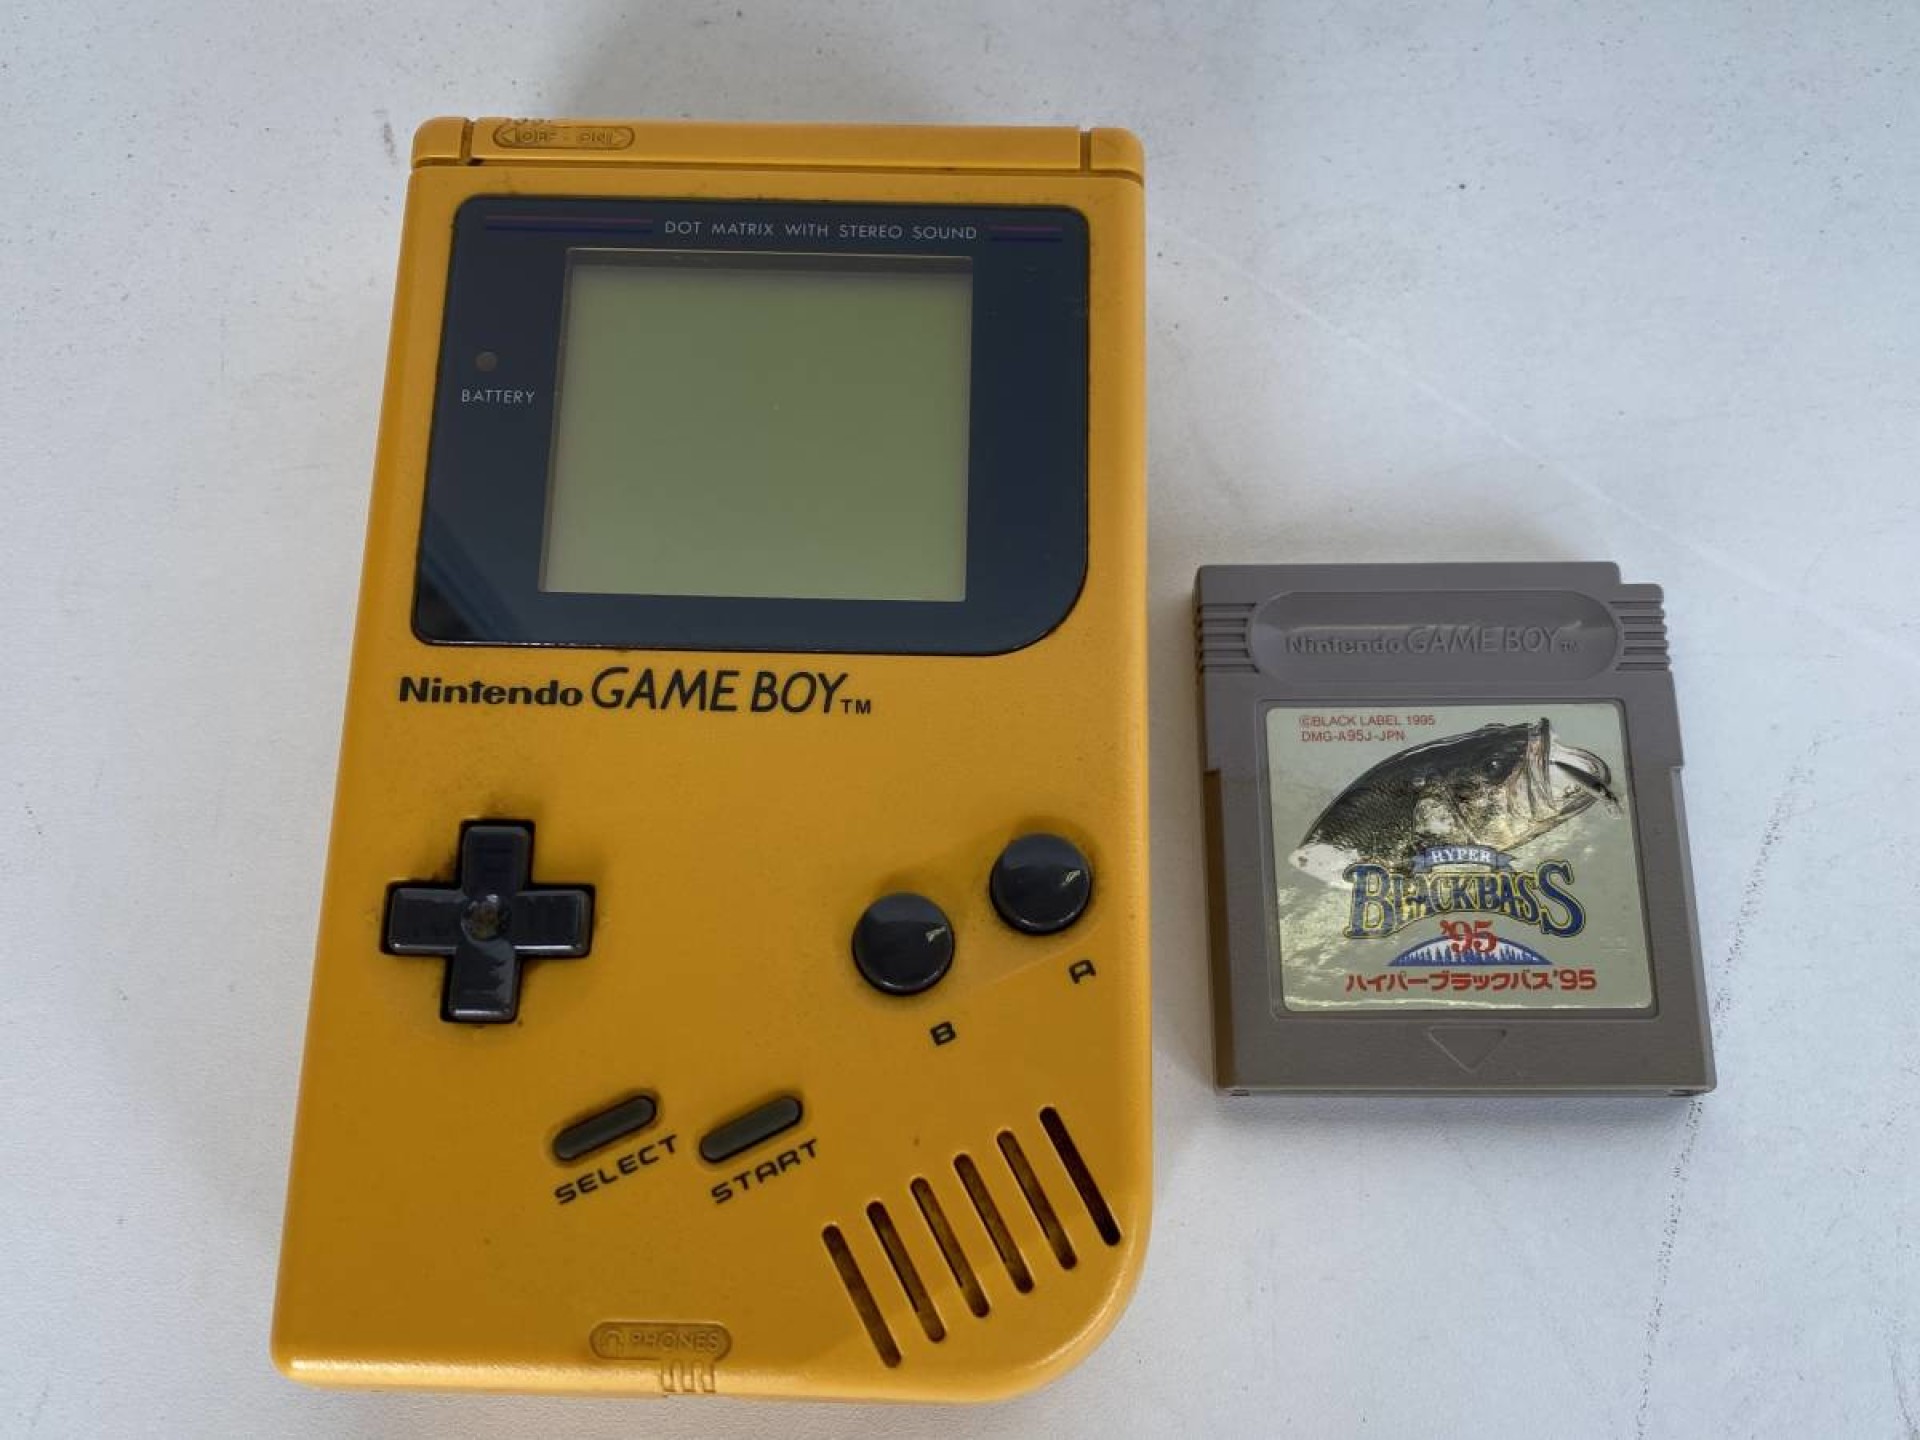 OFF ON
DOT MATRIX WITH STEREO SOUND
BATTERY
Nintendo GAME BOY TM
A
B
SELECT
START
PHONES
Nintendo GAME BOY TM
©BLACK LABEL 1995
DMG-A95J-JPN
HYPER
BLACKBASS
'95
ハイパーブラックバス'95